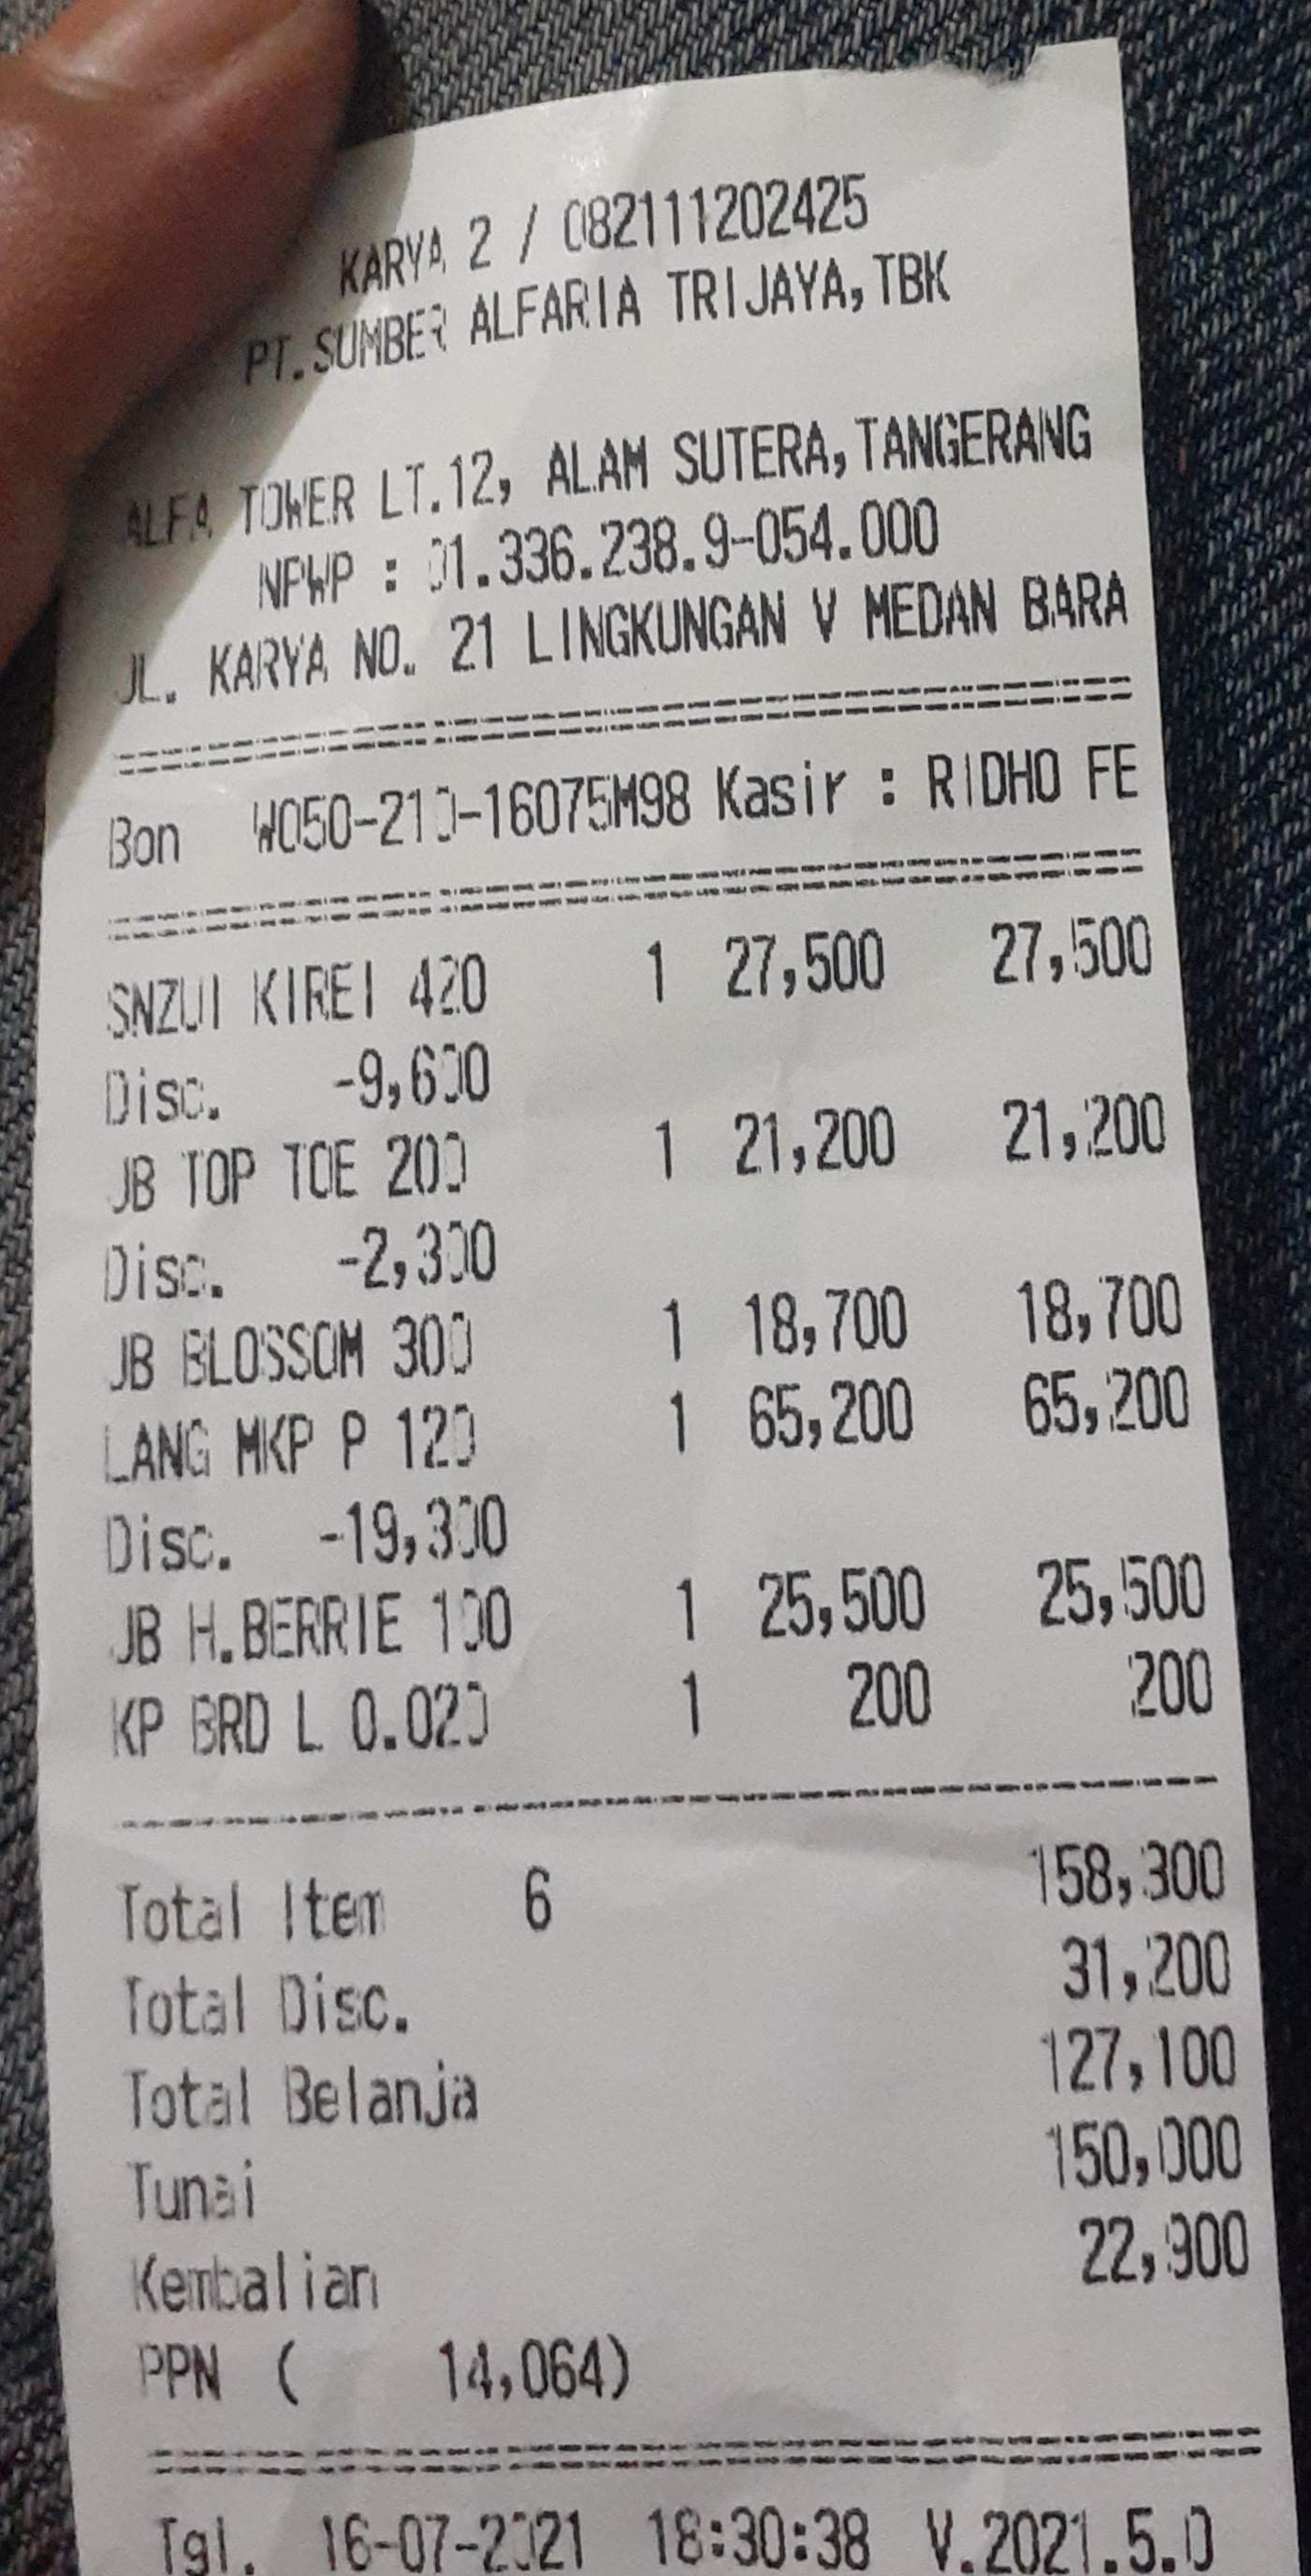 KARYA 2 / 082111202425
PT.SUMBER ALFARIA TRIJAYA,TBK
ALFA TOWER LT.12, ALAM SUTERA,TANGERANG
NPWP : 01.336.238.9-054.000
JL. KARYA NO. 21 LINGKUNGAN V MEDAN BARA
Bon W050-210-16075M98 Kasir : RIDHO FE
SNZUI KIREI 420 1 27,500 27,500
Disc. -9,600
JB TOP TOE 200 1 21,200 21,200
Disc. -2,300
JB BLOSSOM 300 1 18,700 18,700
LANG MKP P 120 1 65,200 65,200
Disc. -19,300
JB H.BERRIE 100 1 25,500 25,500
KP BRD L 0.020 1 200 200
Total Item 6 158,300
Total Disc. 31,200
Total Belanja 127,100
Tunai 150,000
Kembalian 22,900
PPN ( 14,064)
Tgl. 16-07-2021 18:30:38 V.2021.5.0